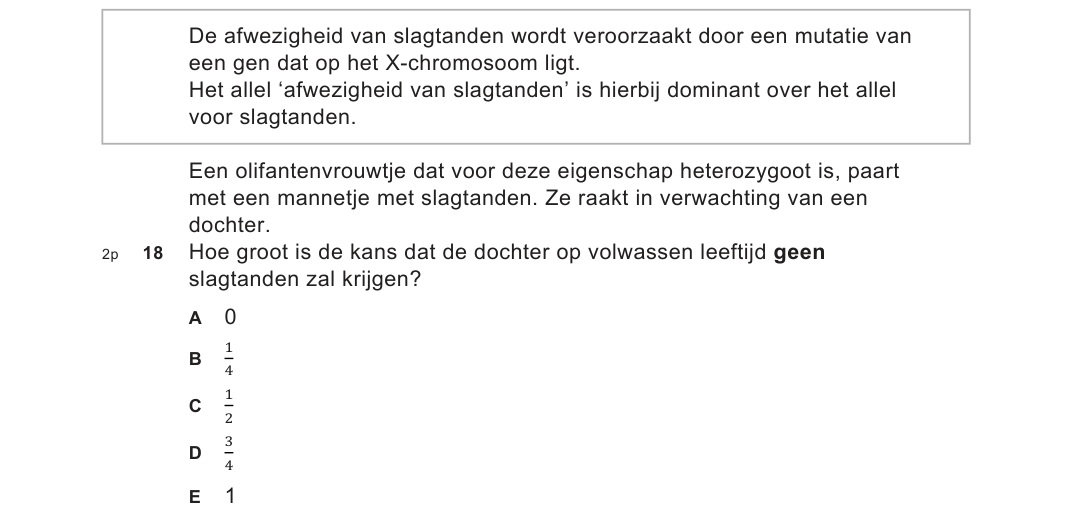 De afwezigheid van slagtanden wordt veroorzaakt door een mutatie van
een gen dat op het X-chromosoom ligt.
Het allel ‘afwezigheid van slagtanden’ is hierbij dominant over het allel
voor slagtanden.
Een olifantenvrouwtje dat voor deze eigenschap heterozygoot is, paart
met een mannetje met slagtanden. Ze raakt in verwachting van een
dochter.
2p 18 Hoe groot is de kans dat de dochter op volwassen leeftijd geen
slagtanden zal krijgen?
A 0
B 1/4
C 1/2
D 3/4
E 1